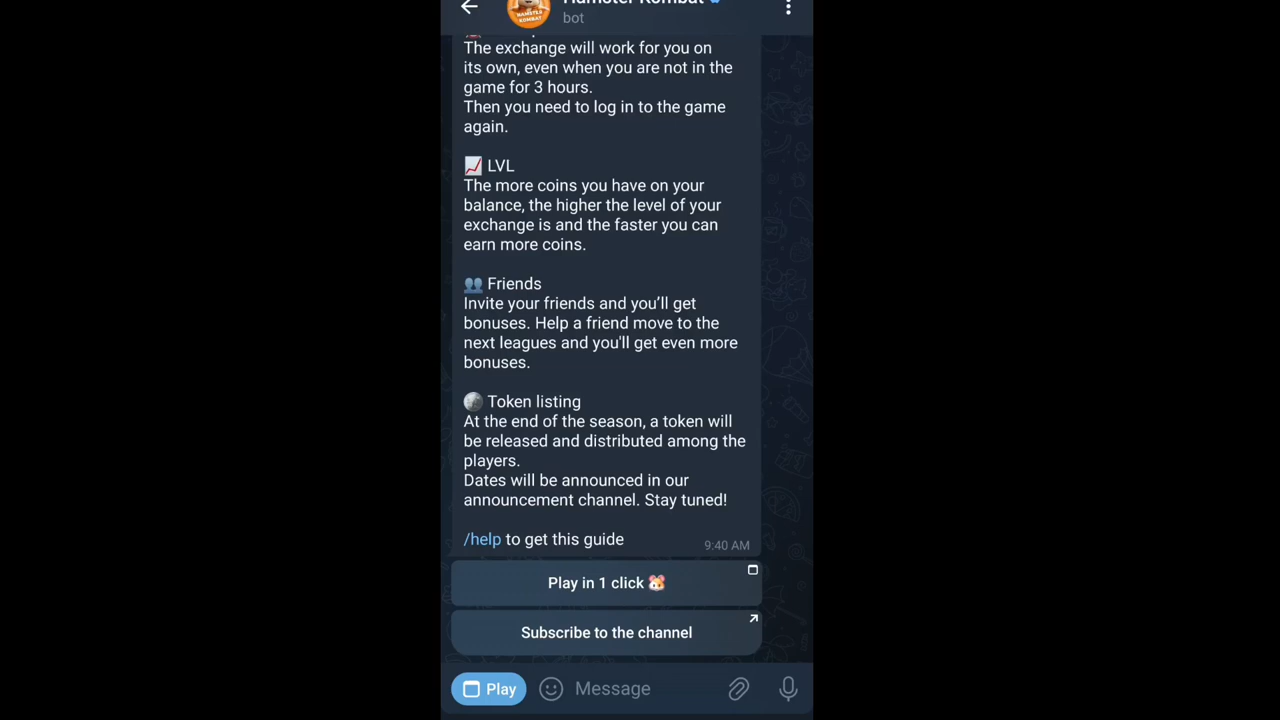 Hamster Kombat
bot
HAMSTER
KOMBAT
The exchange will work for you on
its own, even when you are not in the
game for 3 hours.
Then you need to log in to the game
again.
LVL
The more coins you have on your
balance, the higher the level of your
exchange is and the faster you can
earn more coins.
Friends
Invite your friends and you’ll get
bonuses. Help a friend move to the
next leagues and you'll get even more
bonuses.
Token listing
At the end of the season, a token will
be released and distributed among the
players.
Dates will be announced in our
announcement channel. Stay tuned!
/help to get this guide
9:40 AM
Play in 1 click
Subscribe to the channel
Play
Message